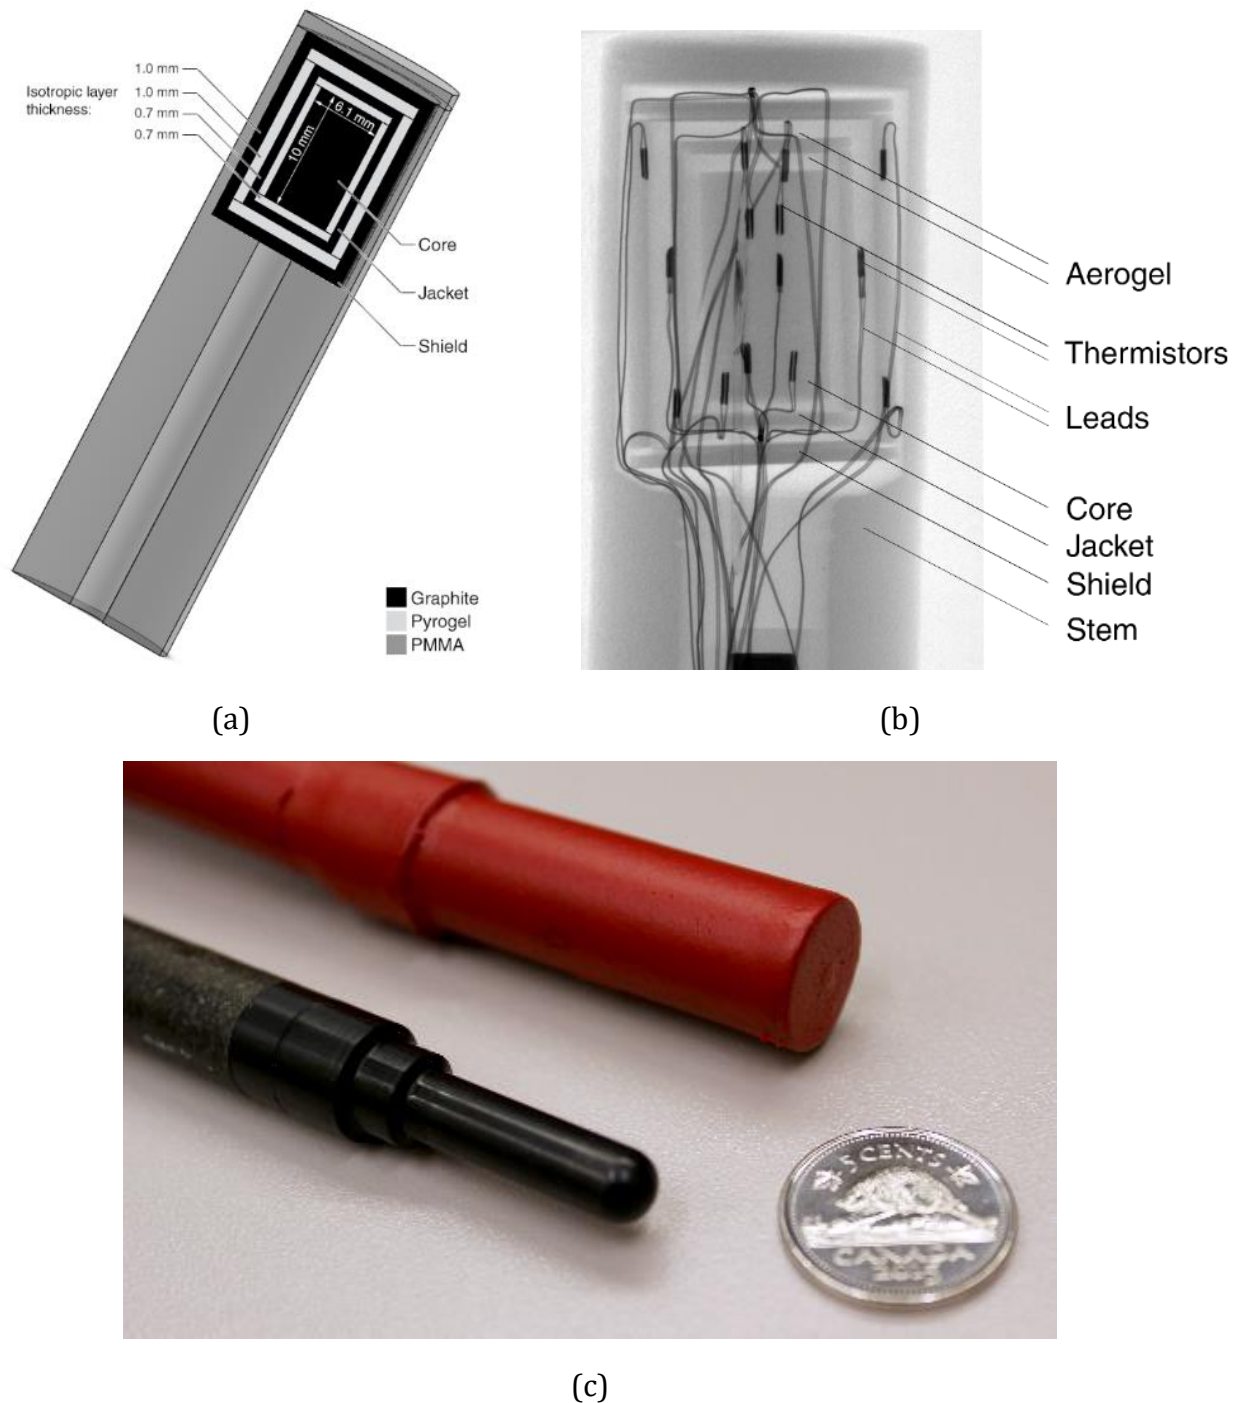 Isotropic layer
thickness:
1.0 mm
1.0 mm
0.7 mm
0.7 mm
6.1 mm
10 mm
Core
Jacket
Shield
Graphite
Pyrogel
PMMA
(a)
Aerogel
Thermistors
Leads
Core
Jacket
Shield
Stem
(b)
5 CENTS
CANADA
(c)